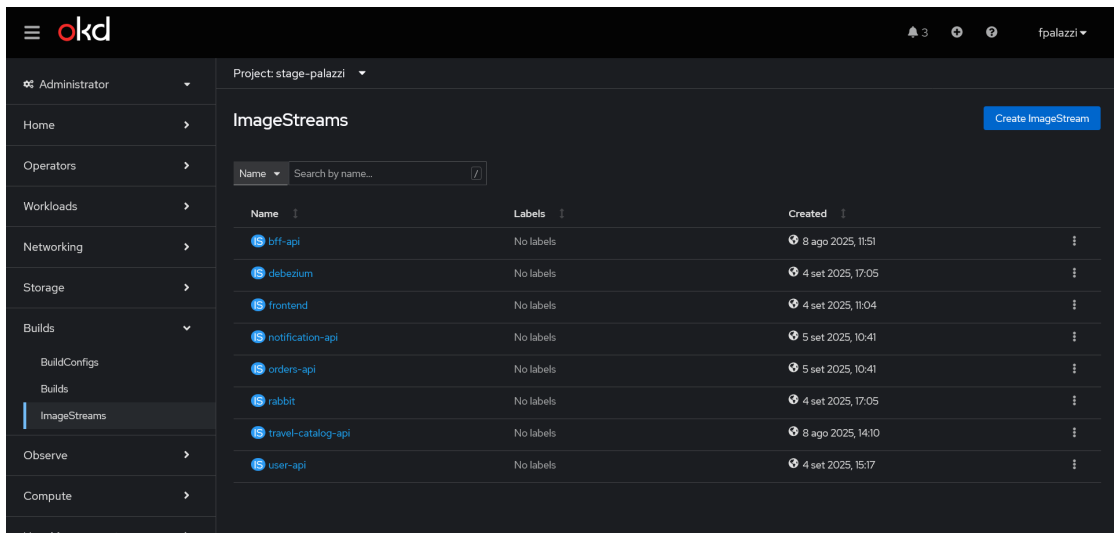 okd
3
fpalazzi
Administrator
Project: stage-palazzi
Home
ImageStreams
Create ImageStream
Operators
Name
Search by name...
/
Workloads
Name
Labels
Created
Networking
IS bff-api
No labels
8 ago 2025, 11:51
Storage
IS debezium
No labels
4 set 2025, 17:05
IS frontend
No labels
4 set 2025, 11:04
Builds
IS notification-api
No labels
5 set 2025, 10:41
BuildConfigs
IS orders-api
No labels
5 set 2025, 10:41
Builds
IS rabbit
No labels
4 set 2025, 17:05
ImageStreams
IS travel-catalog-api
No labels
8 ago 2025, 14:10
Observe
IS user-api
No labels
4 set 2025, 15:17
Compute